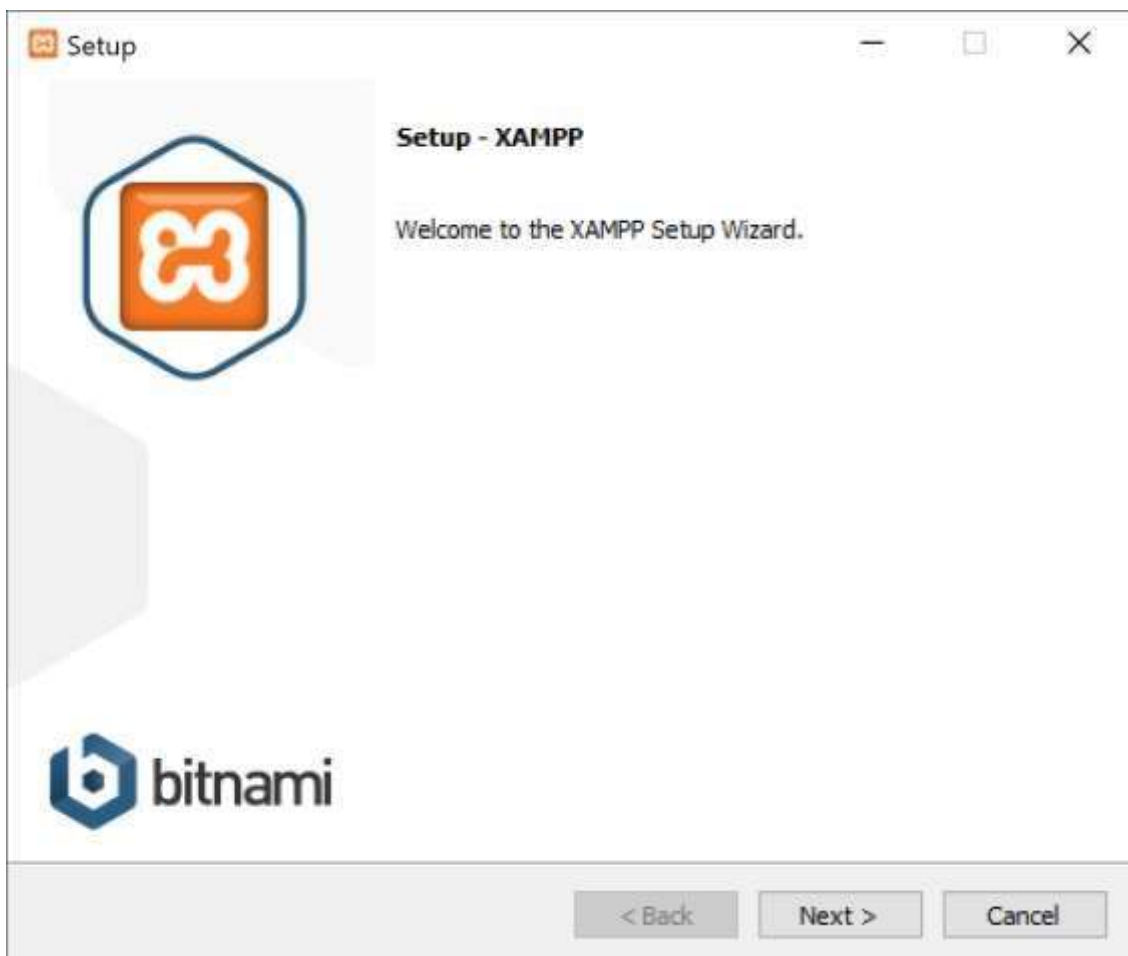 Setup
Setup - XAMPP
Welcome to the XAMPP Setup Wizard.
bitnami
< Back
Next >
Cancel